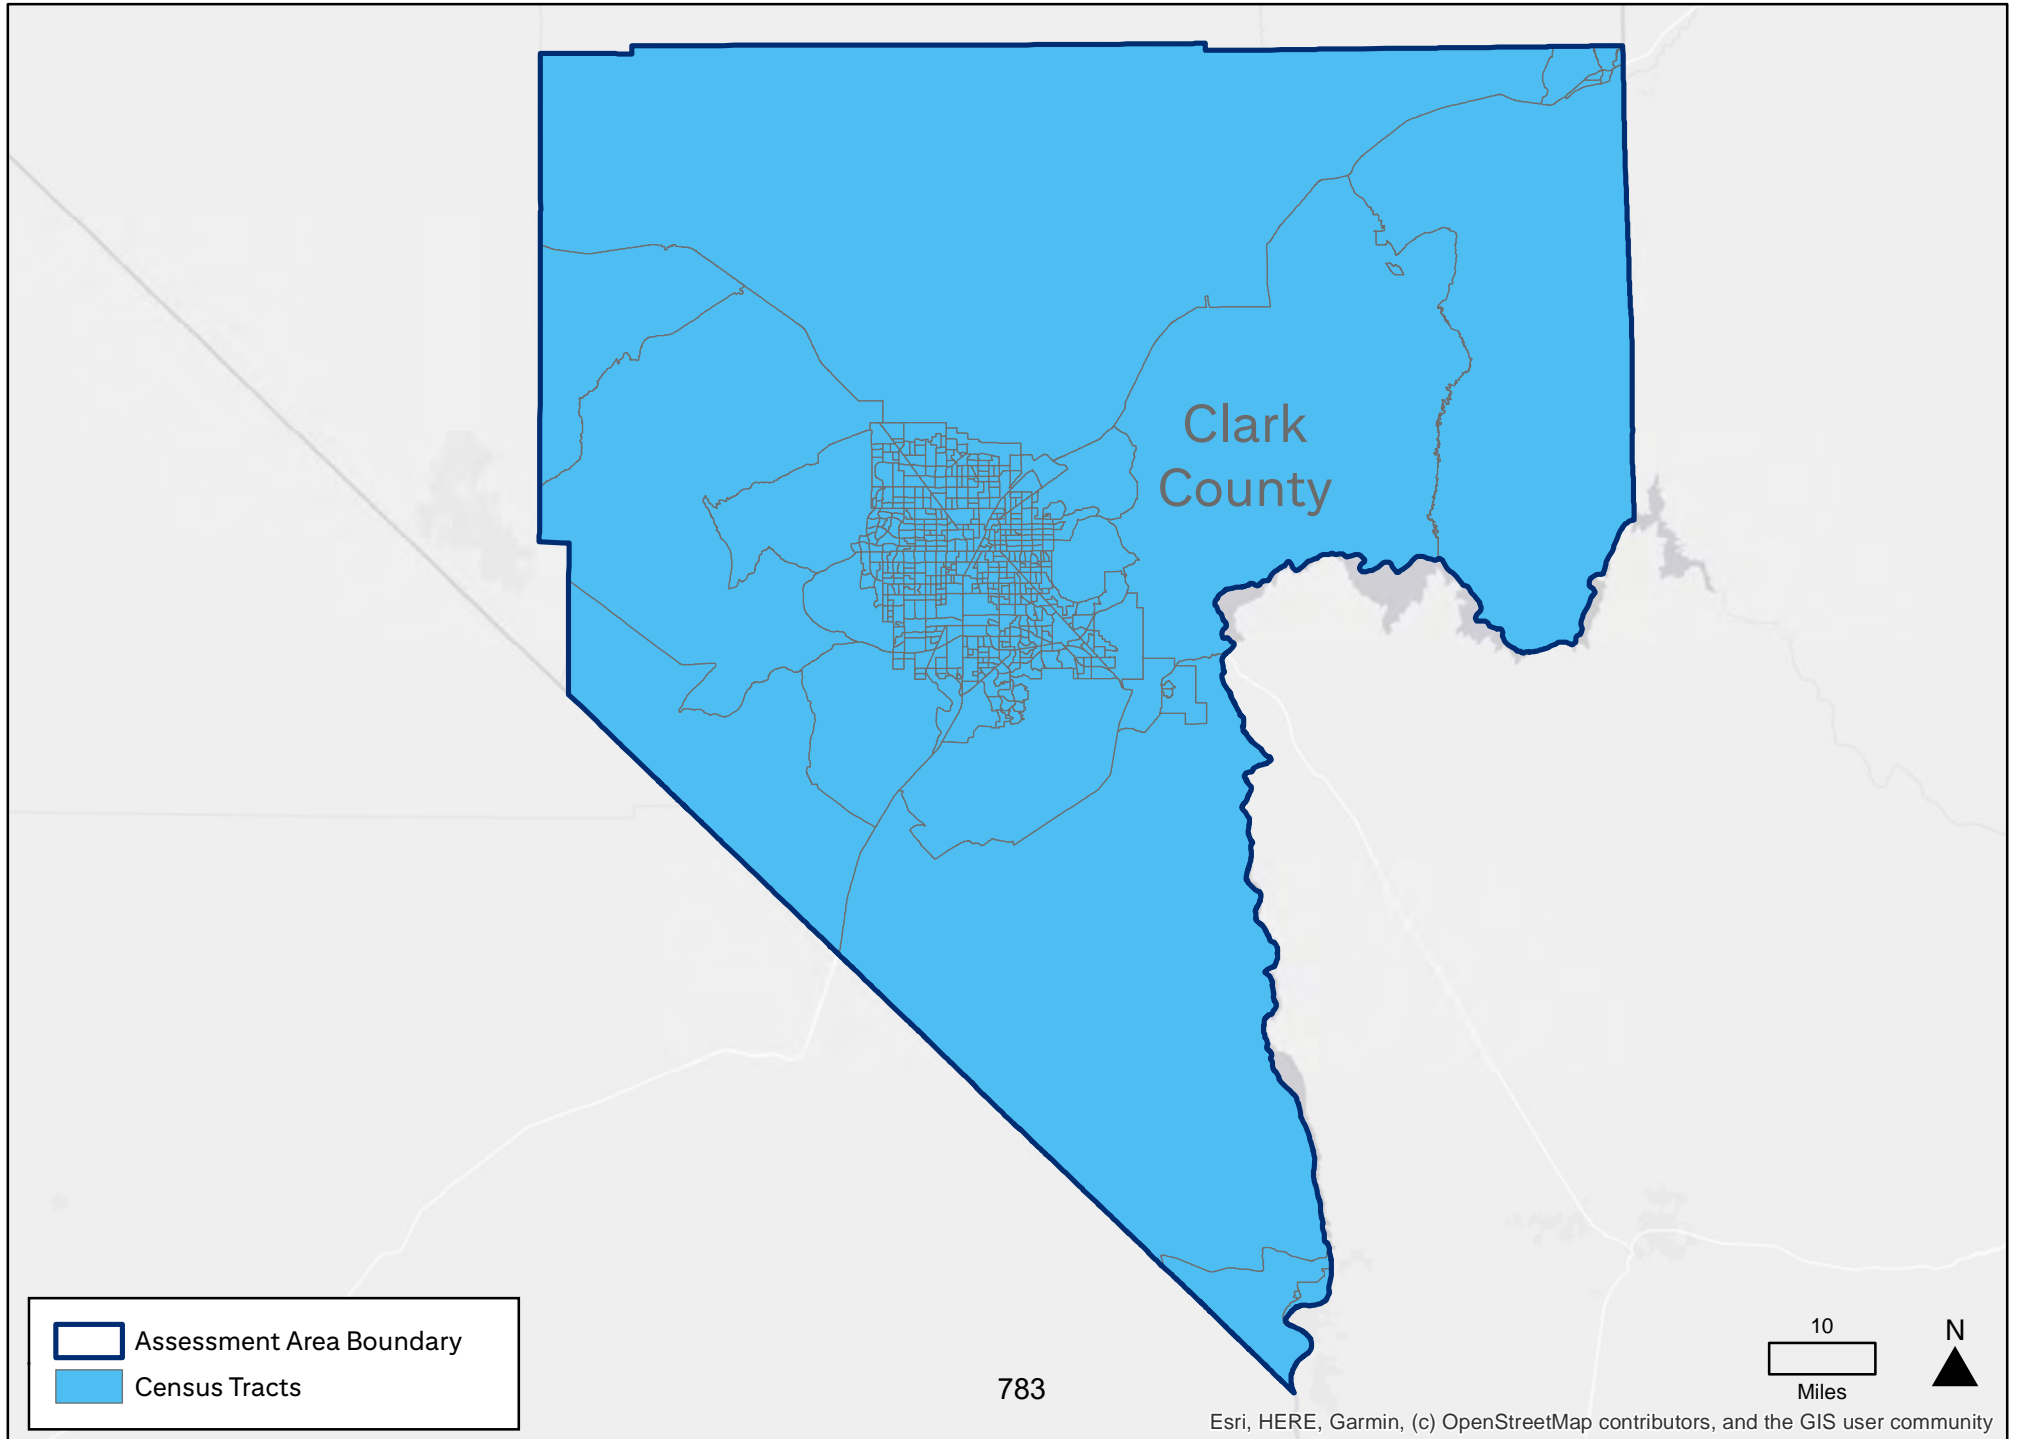 Clark
County
Assessment Area Boundary
Census Tracts
783
10
Miles
N
Esri, HERE, Garmin, (c) OpenStreetMap contributors, and the GIS user community